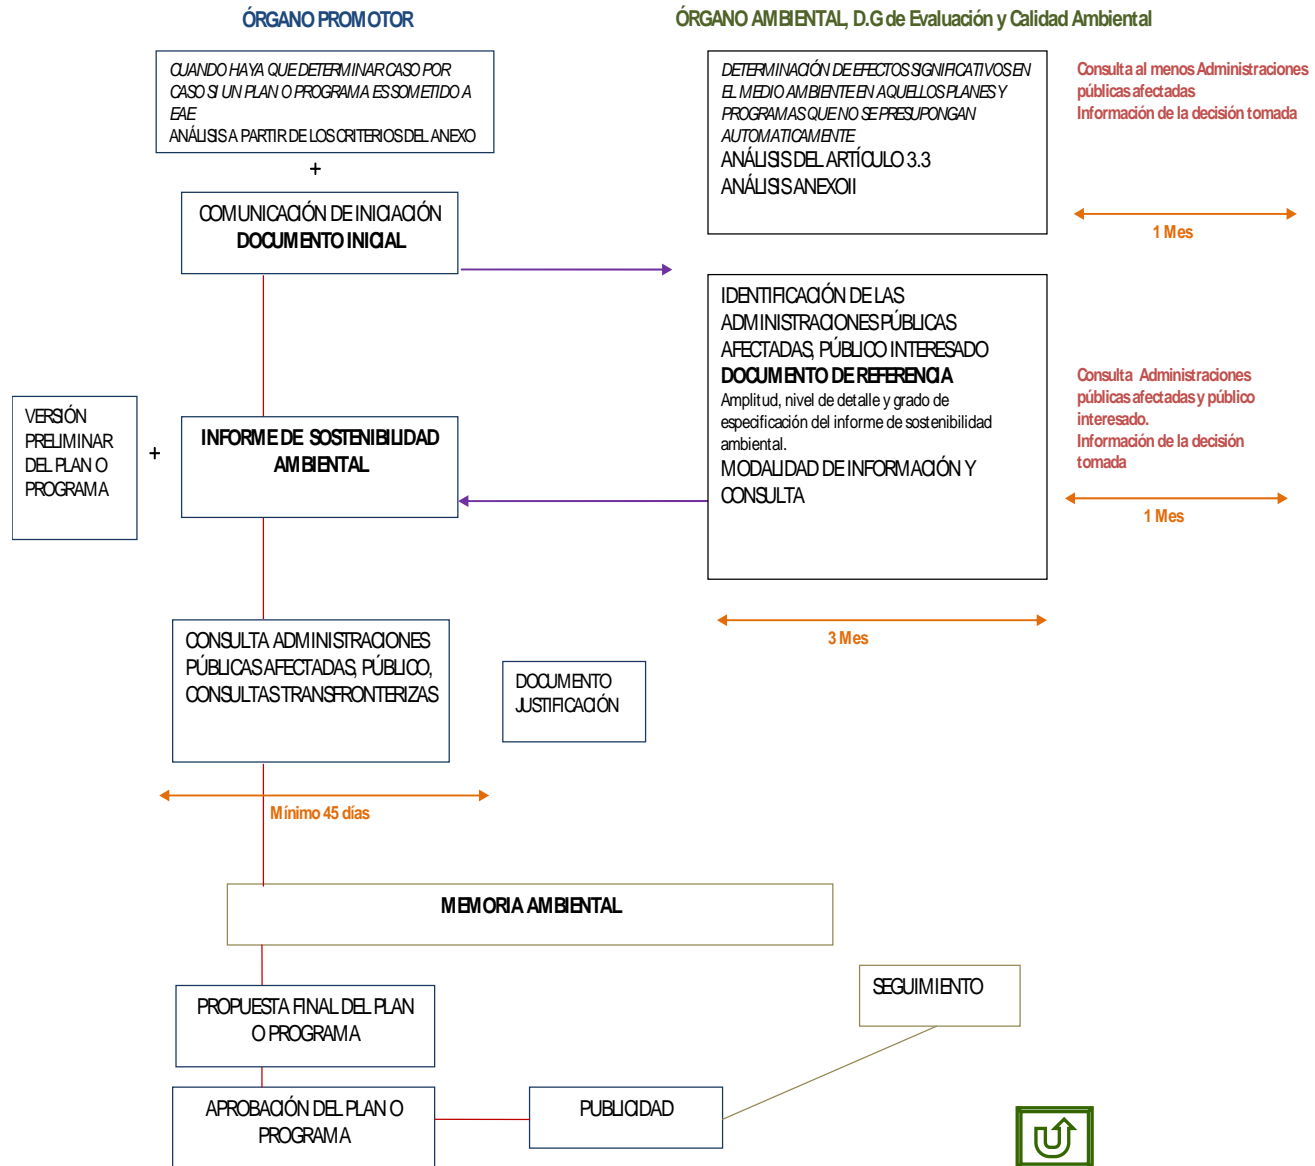 ÓRGANO PROMOTOR
ÓRGANO AMBIENTAL, D.G de Evaluación y Calidad Ambiental
CUANDO HAYA QUE DETERMINAR CASO POR
CASO SI UN PLAN O PROGRAMA ES SOMETIDO A
EAE
ANÁLISIS A PARTIR DE LOS CRITERIOS DEL ANEXO
+
COMUNICACIÓN DE INICIACIÓN
DOCUMENTO INICIAL
DETERMINACIÓN DE EFECTOS SIGNIFICATIVOS EN
EL MEDIO AMBIENTE EN AQUELLOS PLANES Y
PROGRAMAS QUE NO SE PRESUPONGAN
AUTOMATICAMENTE
ANÁLISIS DEL ARTÍCULO 3.3
ANÁLISIS ANEXO II
Consulta al menos Administraciones
públicas afectadas
Información de la decisión tomada
1 Mes
IDENTIFICACIÓN DE LAS
ADMINISTRACIONES PÚBLICAS
AFECTADAS, PÚBLICO INTERESADO
DOCUMENTO DE REFERENCIA
Amplitud, nivel de detalle y grado de
especificación del informe de sostenibilidad
ambiental.
MODALIDAD DE INFORMACIÓN Y
CONSULTA
Consulta Administraciones
públicas afectadas y público
interesado.
Información de la decisión
tomada
1 Mes
3 Mes
VERSIÓN
PRELIMINAR
DEL PLAN O
PROGRAMA
+
INFORME DE SOSTENIBILIDAD
AMBIENTAL
CONSULTA ADMINISTRACIONES
PÚBLICAS AFECTADAS, PÚBLICO,
CONSULTAS TRANSFRONTERIZAS
DOCUMENTO
JUSTIFICACIÓN
Mínimo 45 días
MEMORIA AMBIENTAL
PROPUESTA FINAL DEL PLAN
O PROGRAMA
SEGUIMIENTO
APROBACIÓN DEL PLAN O
PROGRAMA
PUBLICIDAD